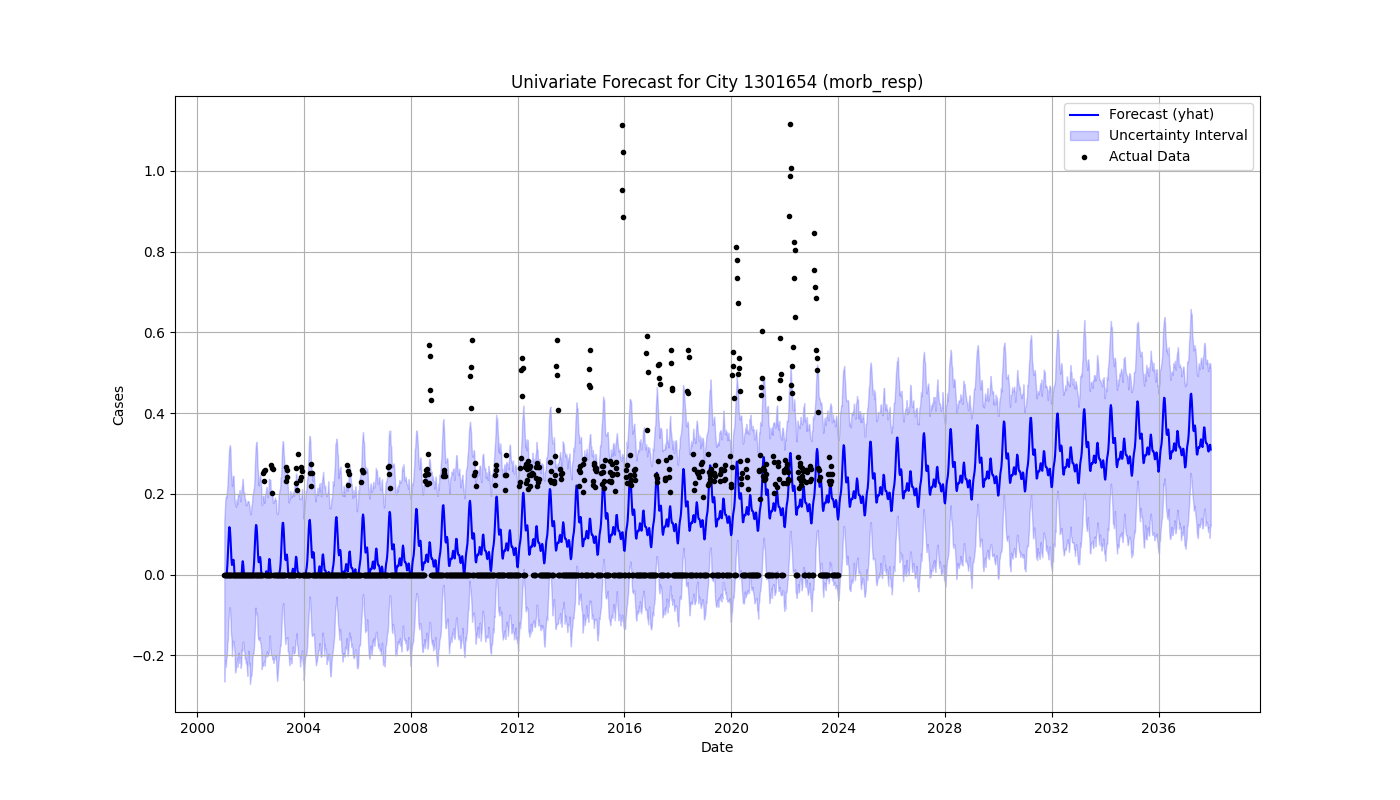 Univariate Forecast for City 1301654 (morb_resp)
Forecast (yhat)
Uncertainty Interval
Actual Data
Cases
1.0
0.8
0.6
0.4
0.2
0.0
−0.2
2000 2004 2008 2012 2016 2020 2024 2028 2032 2036
Date